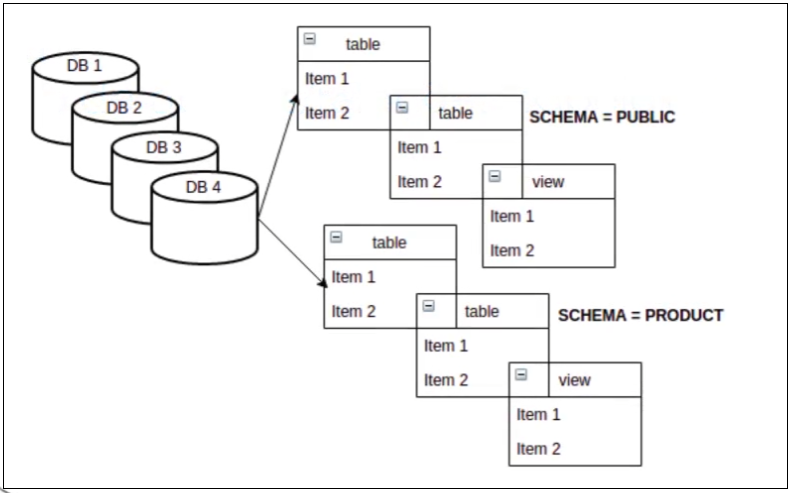 DB 1
DB 2
DB 3
DB 4
table
Item 1
Item 2
table
Item 1
Item 2
view
Item 1
Item 2
SCHEMA = PUBLIC
table
Item 1
Item 2
table
Item 1
Item 2
view
Item 1
Item 2
SCHEMA = PRODUCT